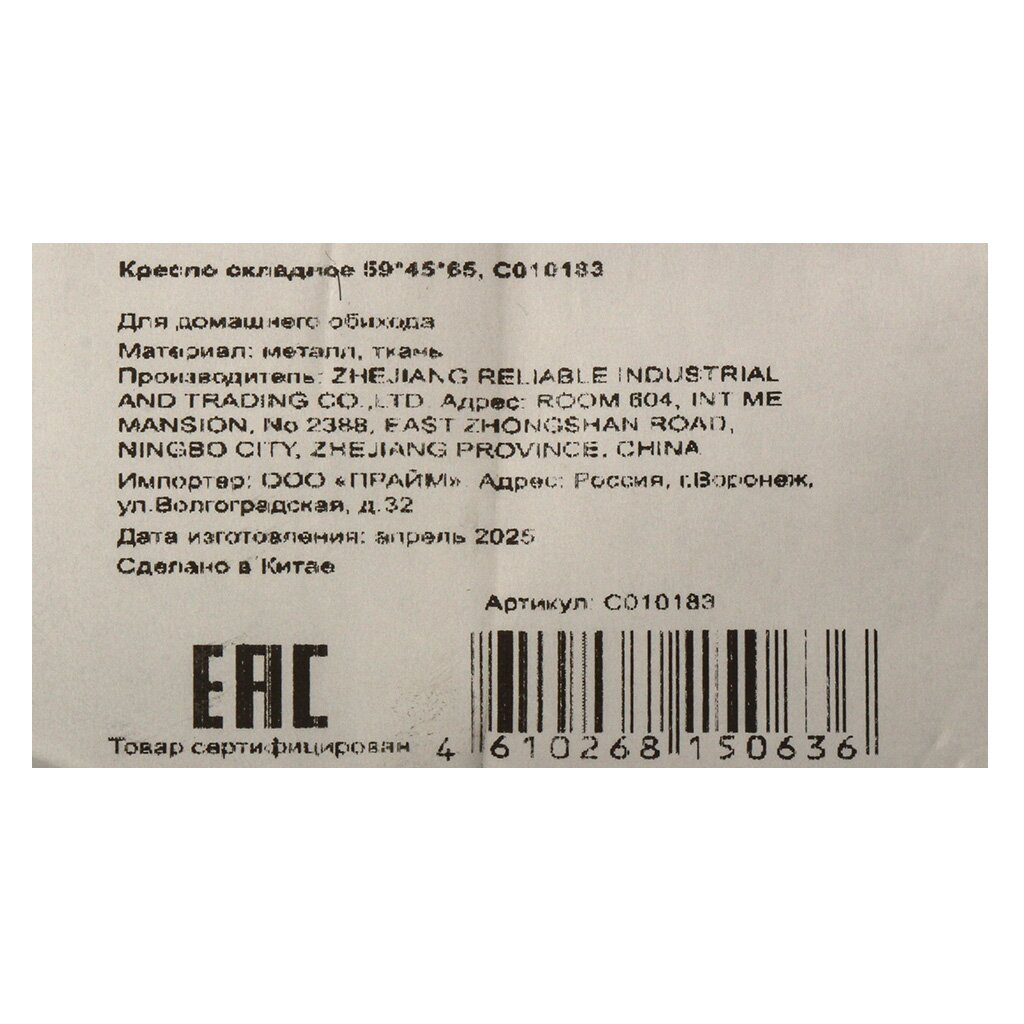 Кресло складное 59*45*65, С010183
Для домашнего обихода
Материал: металл, ткань
Производитель: ZHEJIANG RELIABLE INDUSTRIAL
AND TRADING CO.,LTD. Адрес: ROOM 604, INT ME
MANSION, No 2388, EAST ZHONGSHAN ROAD,
NINGBO CITY, ZHEJIANG PROVINCE, CHINA
Импортер: ООО «ПРАЙМ». Адрес: Россия, г.Воронеж,
ул.Волгоградская, д.32
Дата изготовления: апрель 2025
Сделано в Китае
Артикул: С010183
EAC
Товар сертифицирован
4 610268 150636